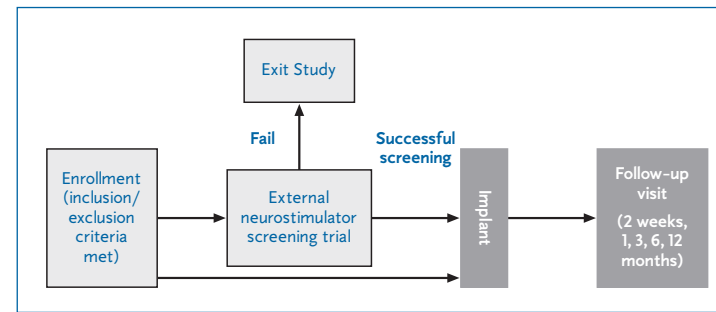 Exit Study
Fail
Successful
screening
Enrollment
(inclusion/
exclusion
criteria
met)
External
neurostimulator
screening trial
Implant
Follow-up
visit
(2 weeks,
1, 3, 6, 12
months)